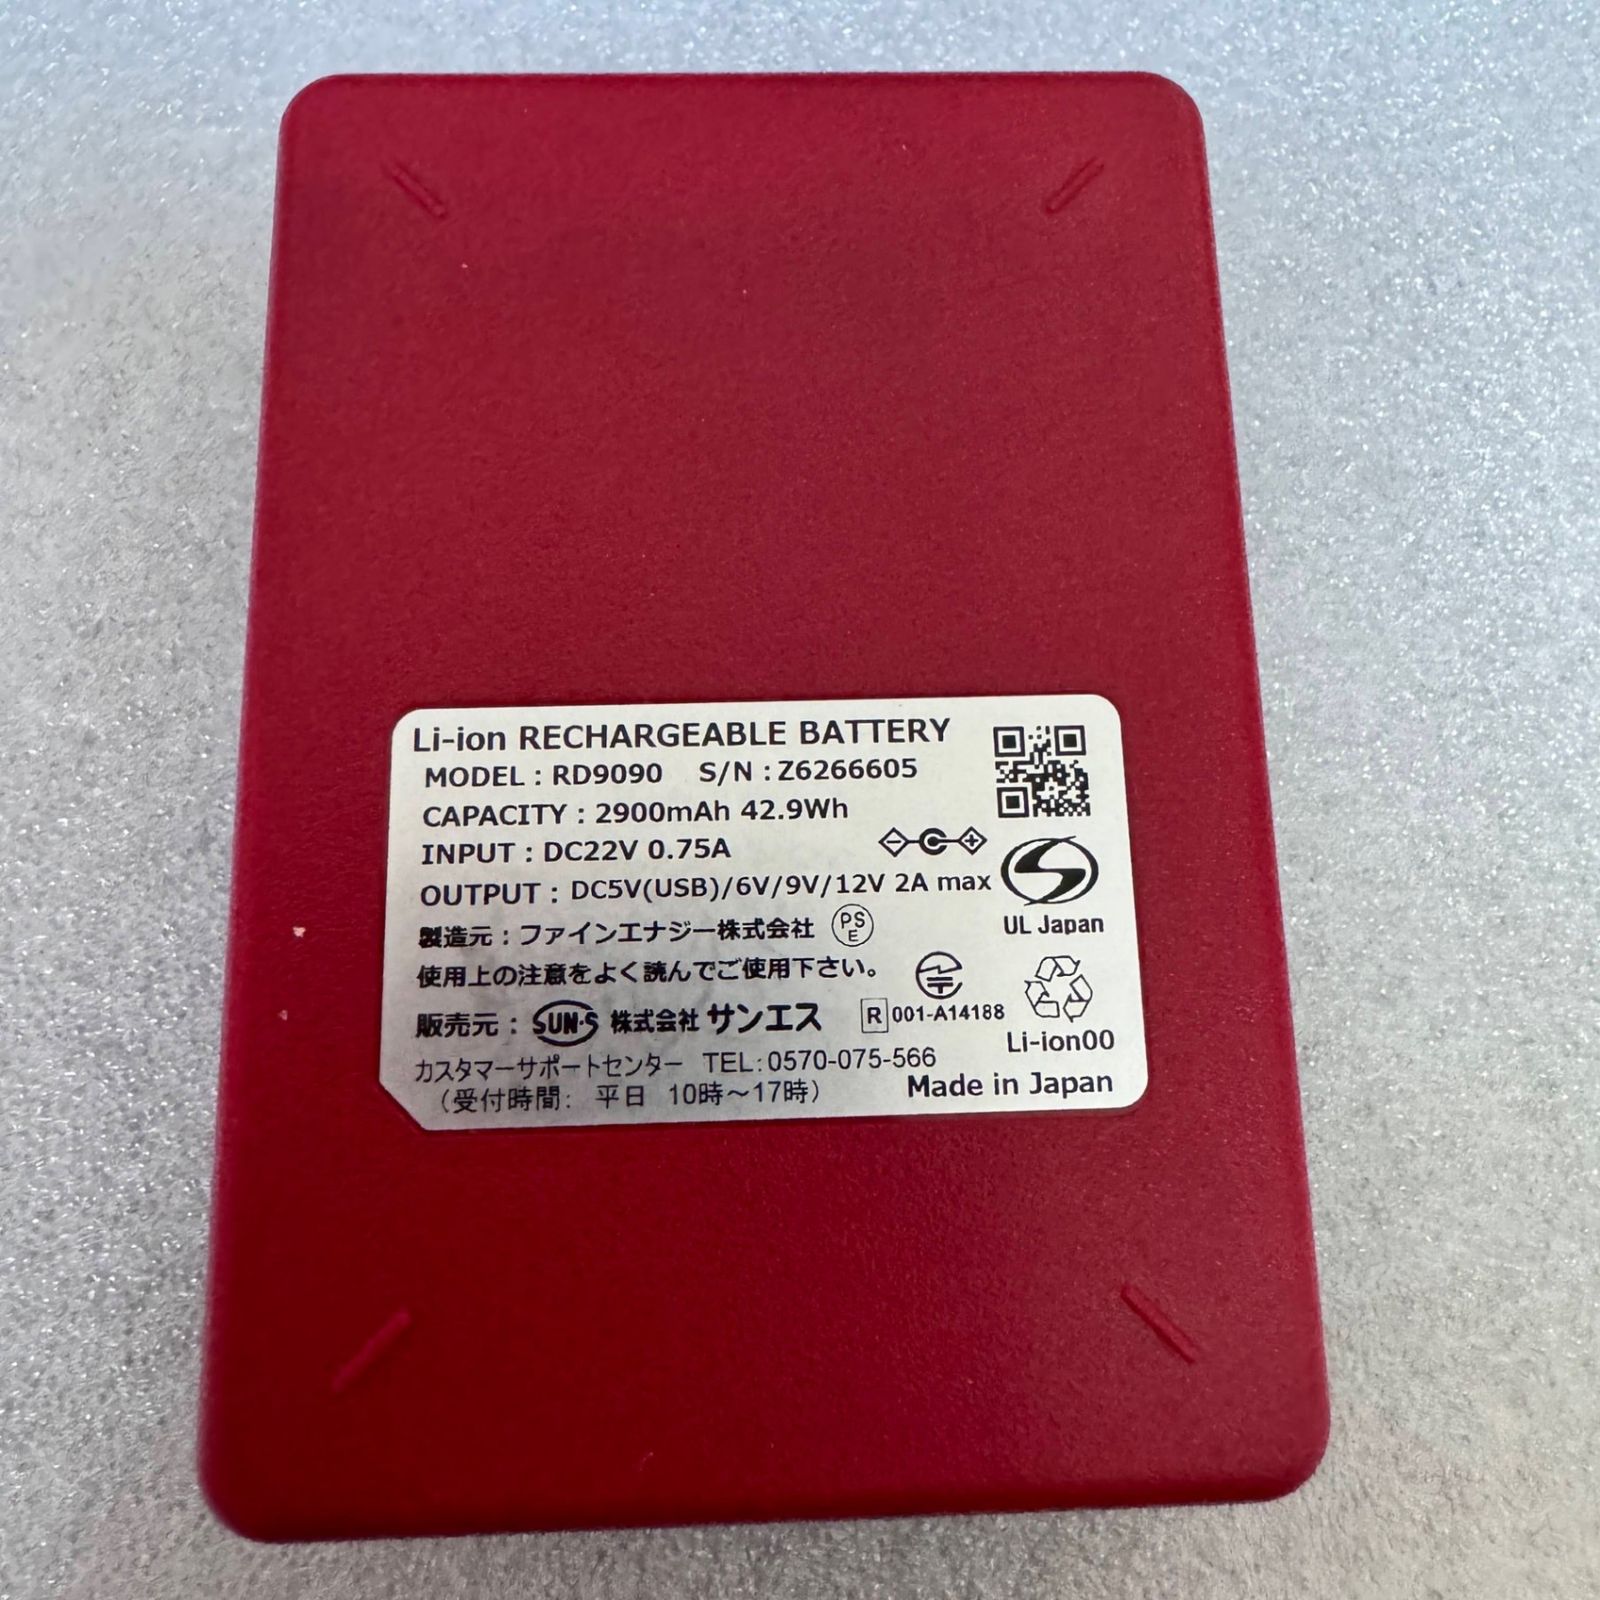 Li-ion RECHARGEABLE BATTERY
MODEL : RD9090 S/N : Z6266605
CAPACITY : 2900mAh 42.9Wh
INPUT : DC22V 0.75A
OUTPUT : DC5V(USB)/6V/9V/12V 2A max
UL Japan
製造元 : ファインエナジー株式会社 PSE
使用上の注意をよく読んでご使用下さい。
販売元 : SUN・S 株式会社 サンエス R 001-A14188
Li-ion00
カスタマーサポートセンター TEL:0570-075-566
(受付時間: 平日 10時～17時) Made in Japan